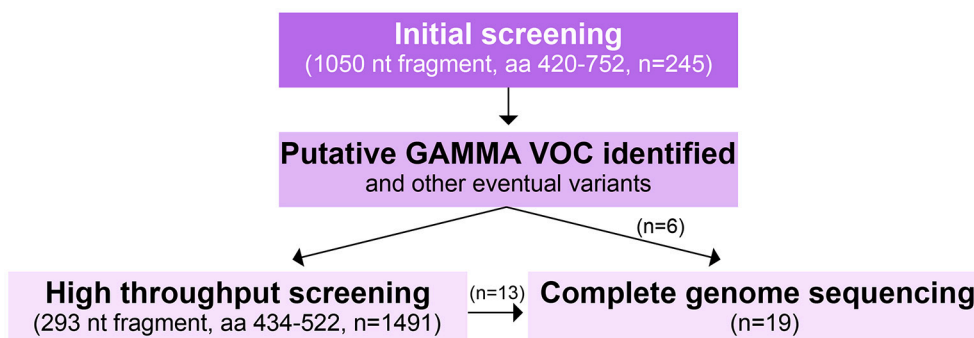 Initial screening
(1050 nt fragment, aa 420-752, n=245)
Putative GAMMA VOC identified
and other eventual variants
(n=6)
High throughput screening
(293 nt fragment, aa 434-522, n=1491)
(n=13)
Complete genome sequencing
(n=19)